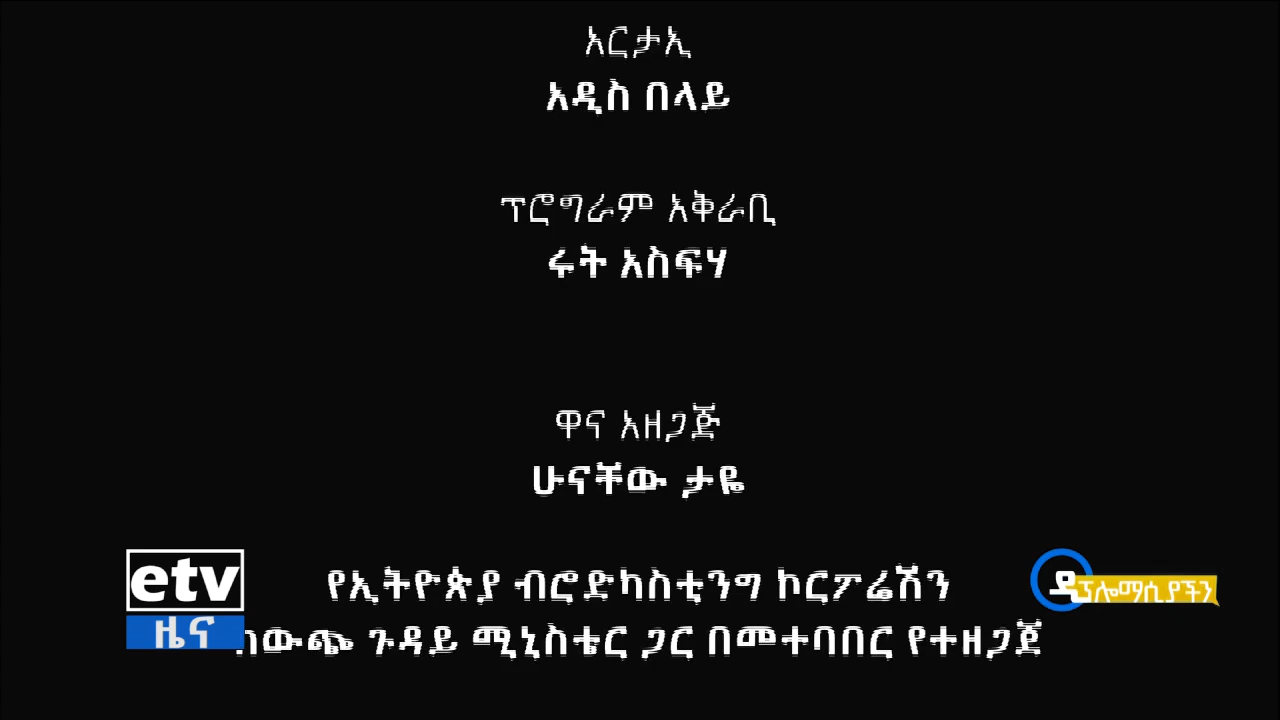 አርታኢ
አዲስ በላይ
ፕሮግራም አቅራቢ
ሩት አስፍሃ
ዋና አዘጋጅ
ሁናቸው ታዬ
የኢትዮጵያ ብሮድካስቲንግ ኮርፖሬሽን
ከውጭ ጉዳይ ሚኒስቴር ጋር በመተባበር የተዘጋጀ
etv
ዜና
ዲፕሎማሲያችን